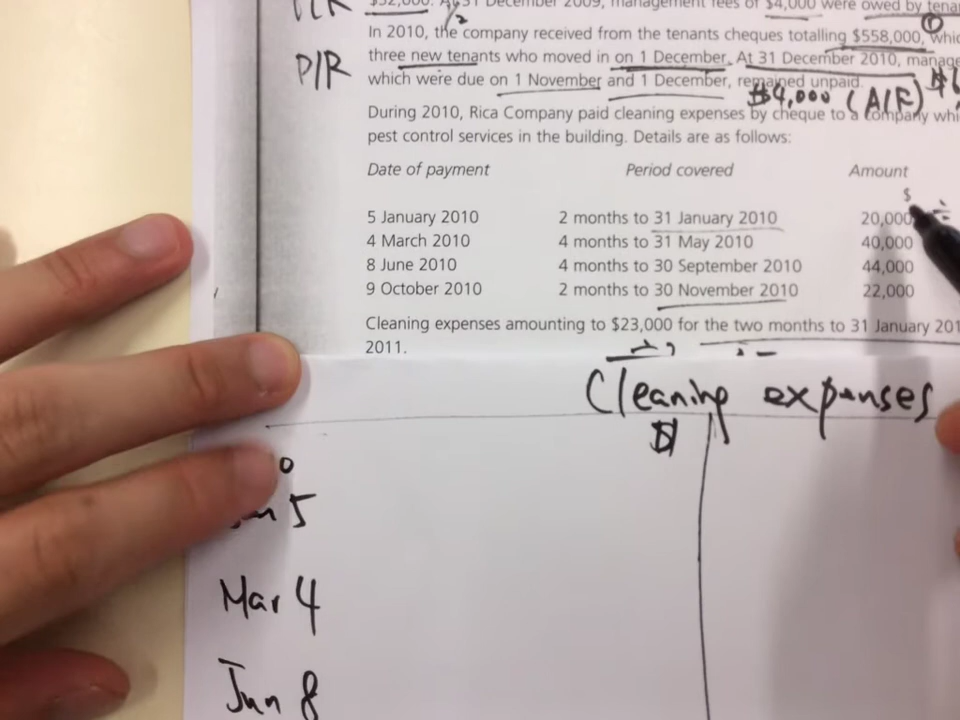 $32,000. At 31 December 2009, management fees of $4,000 were owed by tena
1/2
In 2010, the company received from the tenants cheques totalling $558,000, whic
P/R three new tenants who moved in on 1 December. At 31 December 2010, manage
which were due on 1 November and 1 December, remained unpaid.
$4,000 (A/R)
During 2010, Rica Company paid cleaning expenses by cheque to a company whi
pest control services in the building. Details are as follows:
Date of payment Period covered Amount
$
5 January 2010 2 months to 31 January 2010 20,000 ÷
4 March 2010 4 months to 31 May 2010 40,000
8 June 2010 4 months to 30 September 2010 44,000
9 October 2010 2 months to 30 November 2010 22,000
Cleaning expenses amounting to $23,000 for the two months to 31 January 201
2011.
Cleaning expenses
$
0
5
Mar 4
Jun 8